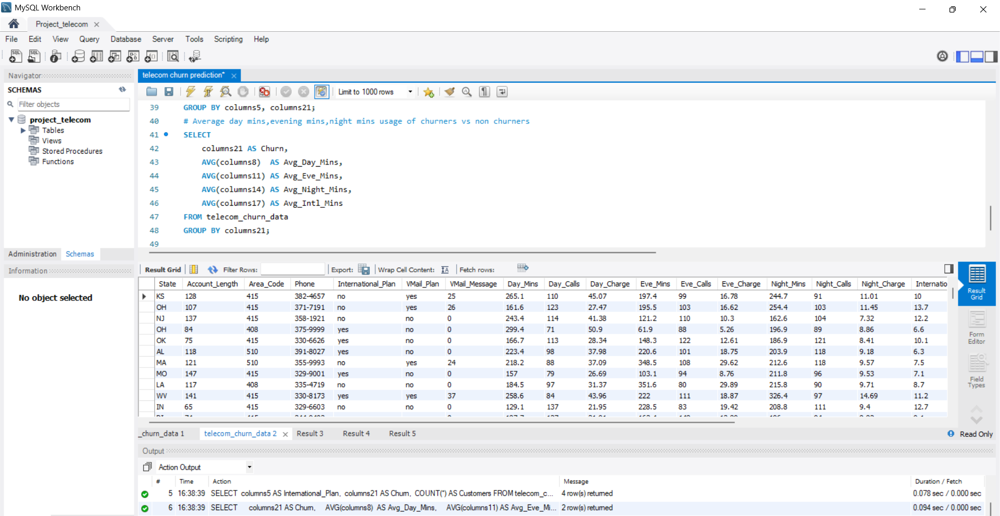 MySQL Workbench
Project_telecom
File Edit View Query Database Server Tools Scripting Help
Navigator
SCHEMAS
Filter objects
project_telecom
Tables
Views
Stored Procedures
Functions
Administration Schemas
Information
No object selected
telecom churn prediction*
Limit to 1000 rows
39 GROUP BY columns5, columns21;
40 # Average day mins,evening mins,night mins usage of churners vs non churners
41 SELECT
42 columns21 AS Churn,
43 AVG(columns8) AS Avg_Day_Mins,
44 AVG(columns11) AS Avg_Eve_Mins,
45 AVG(columns14) AS Avg_Night_Mins,
46 AVG(columns17) AS Avg_Intl_Mins
47 FROM telecom_churn_data
48 GROUP BY columns21;
49
Result Grid Filter Rows: Export: Wrap Cell Content: Fetch rows:
State Account_Length Area_Code Phone International_Plan VMail_Plan VMail_Message Day_Mins Day_Calls Day_Charge Eve_Mins Eve_Calls Eve_Charge Night_Mins Night_Calls Night_Charge Internatio
KS 128 415 382-4657 no yes 25 265.1 110 45.07 197.4 99 16.78 244.7 91 11.01 10
OH 107 415 371-7191 no yes 26 161.6 123 27.47 195.5 103 16.62 254.4 103 11.45 13.7
NJ 137 415 358-1921 no no 0 243.4 114 41.38 121.2 110 10.3 162.6 104 7.32 12.2
OH 84 408 375-9999 yes no 0 299.4 71 50.9 61.9 88 5.26 196.9 89 8.86 6.6
OK 75 415 330-6626 yes no 0 166.7 113 28.34 148.3 122 12.61 186.9 121 8.41 10.1
AL 118 510 391-8027 yes no 0 223.4 98 37.98 220.6 101 18.75 203.9 118 9.18 6.3
MA 121 510 355-9993 no yes 24 218.2 88 37.09 348.5 108 29.62 212.6 118 9.57 7.5
MO 147 415 329-9001 yes no 0 157 79 26.69 103.1 94 8.76 211.8 96 9.53 7.1
LA 117 408 335-4719 no no 0 184.5 97 31.37 351.6 80 29.89 215.8 90 9.71 8.7
WV 141 415 330-8173 yes yes 37 258.6 84 43.96 222 111 18.87 326.4 97 14.69 11.2
IN 65 415 329-6603 no no 0 129.1 137 21.95 228.5 83 19.42 208.8 111 9.4 12.7
Result Grid
Form Editor
Field Types
_churn_data 1 telecom_churn_data 2 Result 3 Result 4 Result 5
Read Only
Output
Action Output
# Time Action Message Duration / Fetch
5 16:38:39 SELECT columns5 AS International_Plan, columns21 AS Churn, COUNT(*) AS Customers FROM telecom_c... 4 row(s) returned 0.078 sec / 0.000 sec
6 16:38:39 SELECT columns21 AS Churn, AVG(columns8) AS Avg_Day_Mins, AVG(columns11) AS Avg_Eve_Mi... 2 row(s) returned 0.094 sec / 0.000 sec